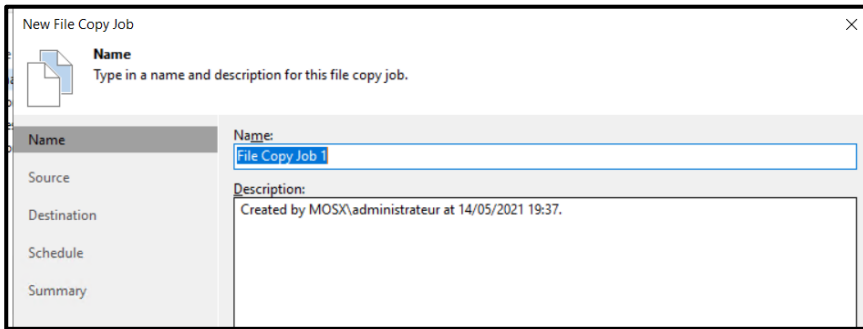 New File Copy Job
Name
Type in a name and description for this file copy job.
Name
Source
Destination
Schedule
Summary
Name:
File Copy Job 1
Description:
Created by MOSX\administrateur at 14/05/2021 19:37.